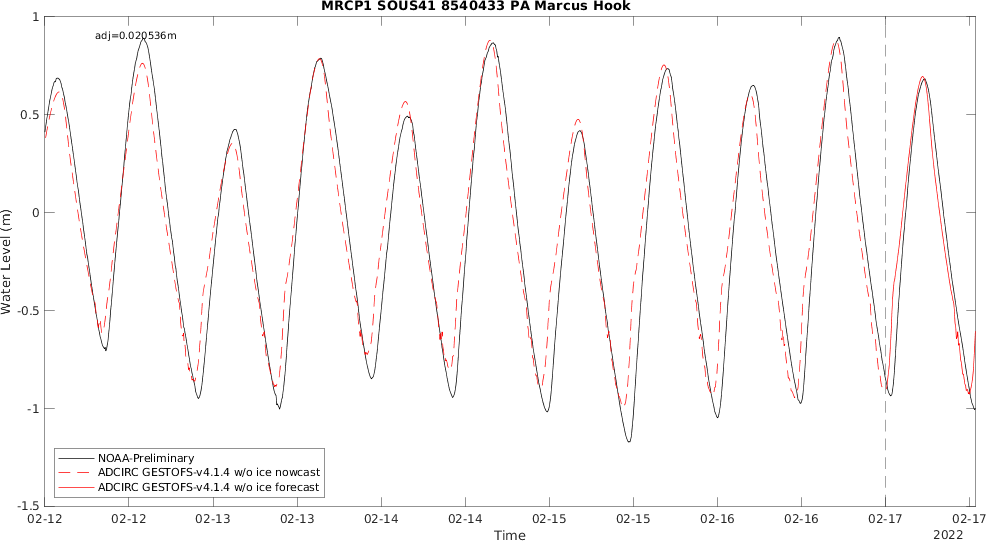 MRCP1 SOUS41 8540433 PA Marcus Hook
adj=0.020536m
1
0.5
0
-0.5
-1
-1.5
Water Level (m)
NOAA-Preliminary
ADCIRC GESTOFS-v4.1.4 w/o ice nowcast
ADCIRC GESTOFS-v4.1.4 w/o ice forecast
02-12 02-12 02-13 02-13 02-14 02-14 02-15 02-15 02-16 02-16 02-17 02-17
Time
2022